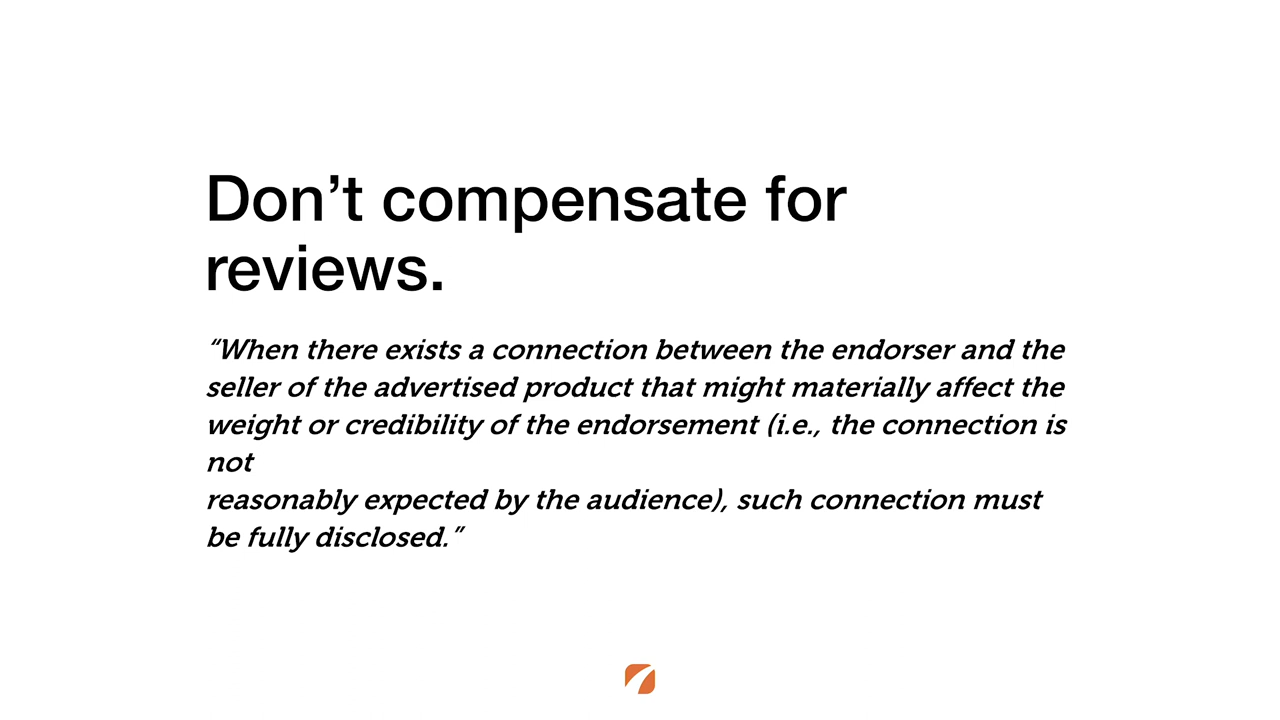 Don’t compensate for
reviews.
“When there exists a connection between the endorser and the
seller of the advertised product that might materially affect the
weight or credibility of the endorsement (i.e., the connection is
not
reasonably expected by the audience), such connection must
be fully disclosed.”